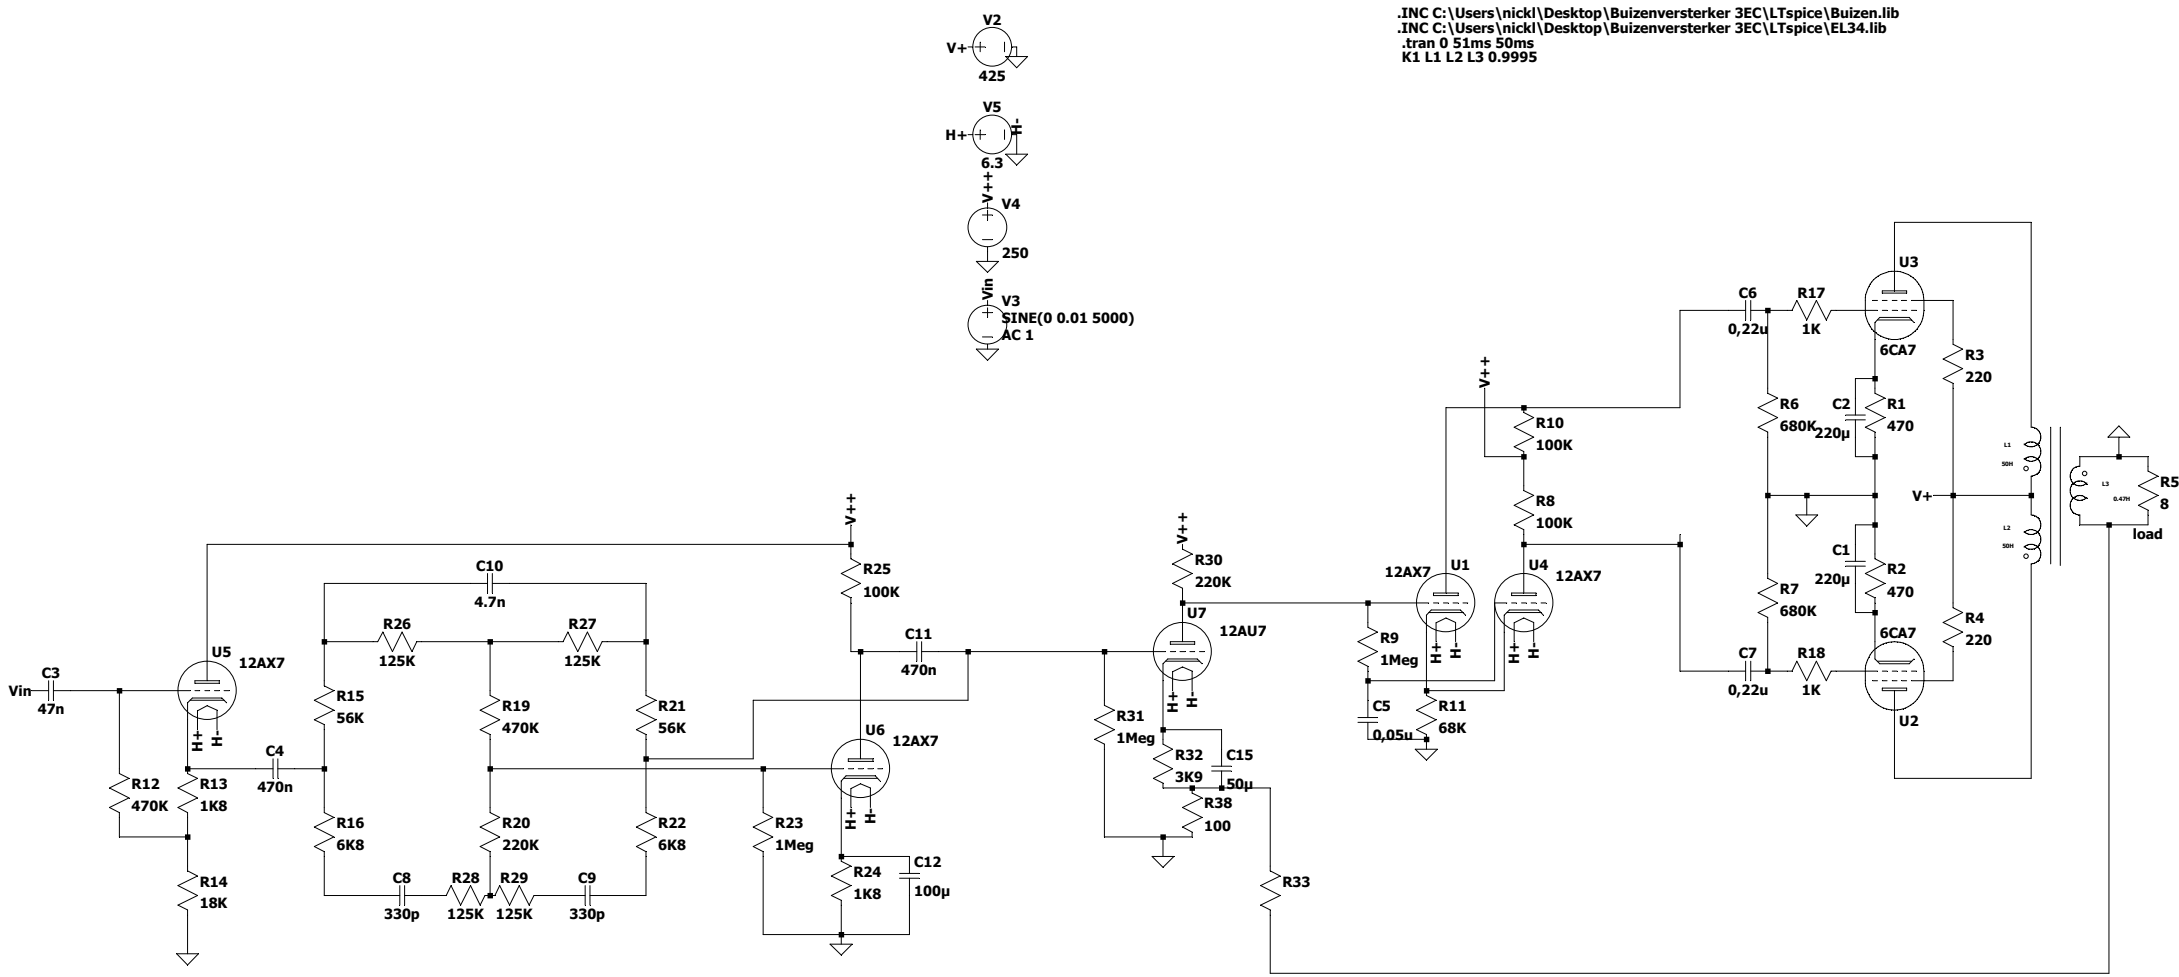 .INC C:\Users\nickl\Desktop\Buizenversterker 3EC\LTspice\Buizen.lib
.INC C:\Users\nickl\Desktop\Buizenversterker 3EC\LTspice\EL34.lib
.tran 0 51ms 50ms
K1 L1 L2 L3 0.9995
V2
V+
425
V5
H+
H-
6.3
V++
V4
250
Vin
V3
SINE(0 0.01 5000)
AC 1
U3
6CA7
C6
0,22u
R17
1K
R3
220
V++
R10
100K
R6
680K
C2
220µ
R1
470
L1
50H
R5
8
load
L3
0.47H
V+
L2
50H
R8
100K
V++
R25
100K
V++
R30
220K
C10
4.7n
12AX7
U1
H+
H-
U4
12AX7
H+
H-
R7
680K
C1
220µ
R2
470
R4
220
6CA7
U2
C7
0,22u
R18
1K
R26
125K
R27
125K
C11
470n
U7
12AU7
H+
H-
R9
1Meg
C5
0,05u
R11
68K
Vin
C3
47n
U5
12AX7
H+
H-
R15
56K
R19
470K
R21
56K
U6
12AX7
H+
H-
R31
1Meg
R32
3K9
C15
50µ
R38
100
R12
470K
R13
1K8
C4
470n
R16
6K8
R20
220K
R22
6K8
R23
1Meg
R24
1K8
C12
100µ
R14
18K
C8
330p
R28
125K
R29
125K
C9
330p
R33